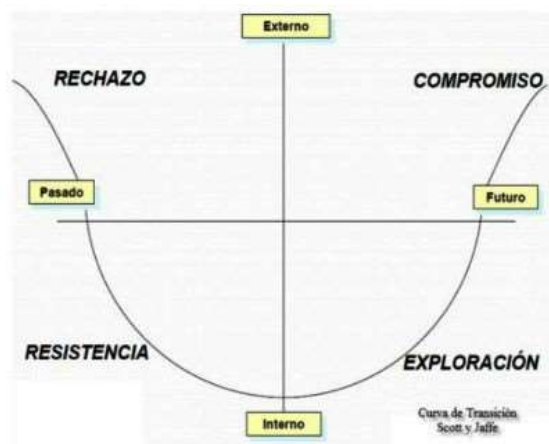 Externo
RECHAZO
COMPROMISO
Pasado
Futuro
RESISTENCIA
EXPLORACIÓN
Interno
Curva de Transición
Scott y Jaffe